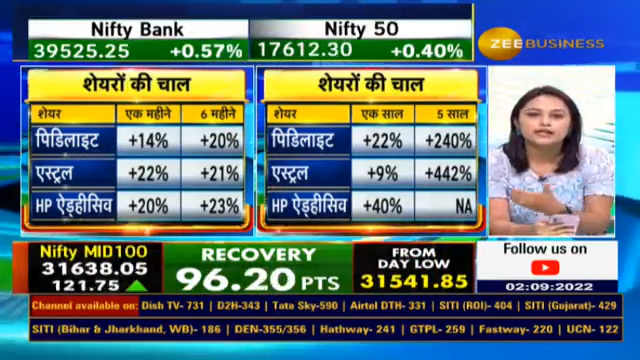 Nifty Bank
39525.25 +0.57%
Nifty 50
17612.30 +0.40%
ZEE BUSINESS
शेयरों की चाल
शेयर एक महीने 6 महीने
पिडिलाइट +14% +20%
एस्ट्रल +22% +21%
HP ऐड्हीसिव +20% +23%
शेयरों की चाल
शेयर एक साल 5 साल
पिडिलाइट +22% +240%
एस्ट्रल +9% +442%
HP ऐड्हीसिव +40% NA
Nifty MID100
31638.05
121.75
RECOVERY
96.20 PTS
FROM
DAY LOW
31541.85
Follow us on
02:09:2022
Channel available on: Dish TV- 731 | D2H-343 | Tata Sky-590 | Airtel DTH- 331 | SITI (ROI)- 404 | SITI (Gujarat)- 429
SITI (Bihar & Jharkhand, WB)- 186 | DEN-355/356 | Hathway- 241 | GTPL- 259 | Fastway- 220 | UCN- 122